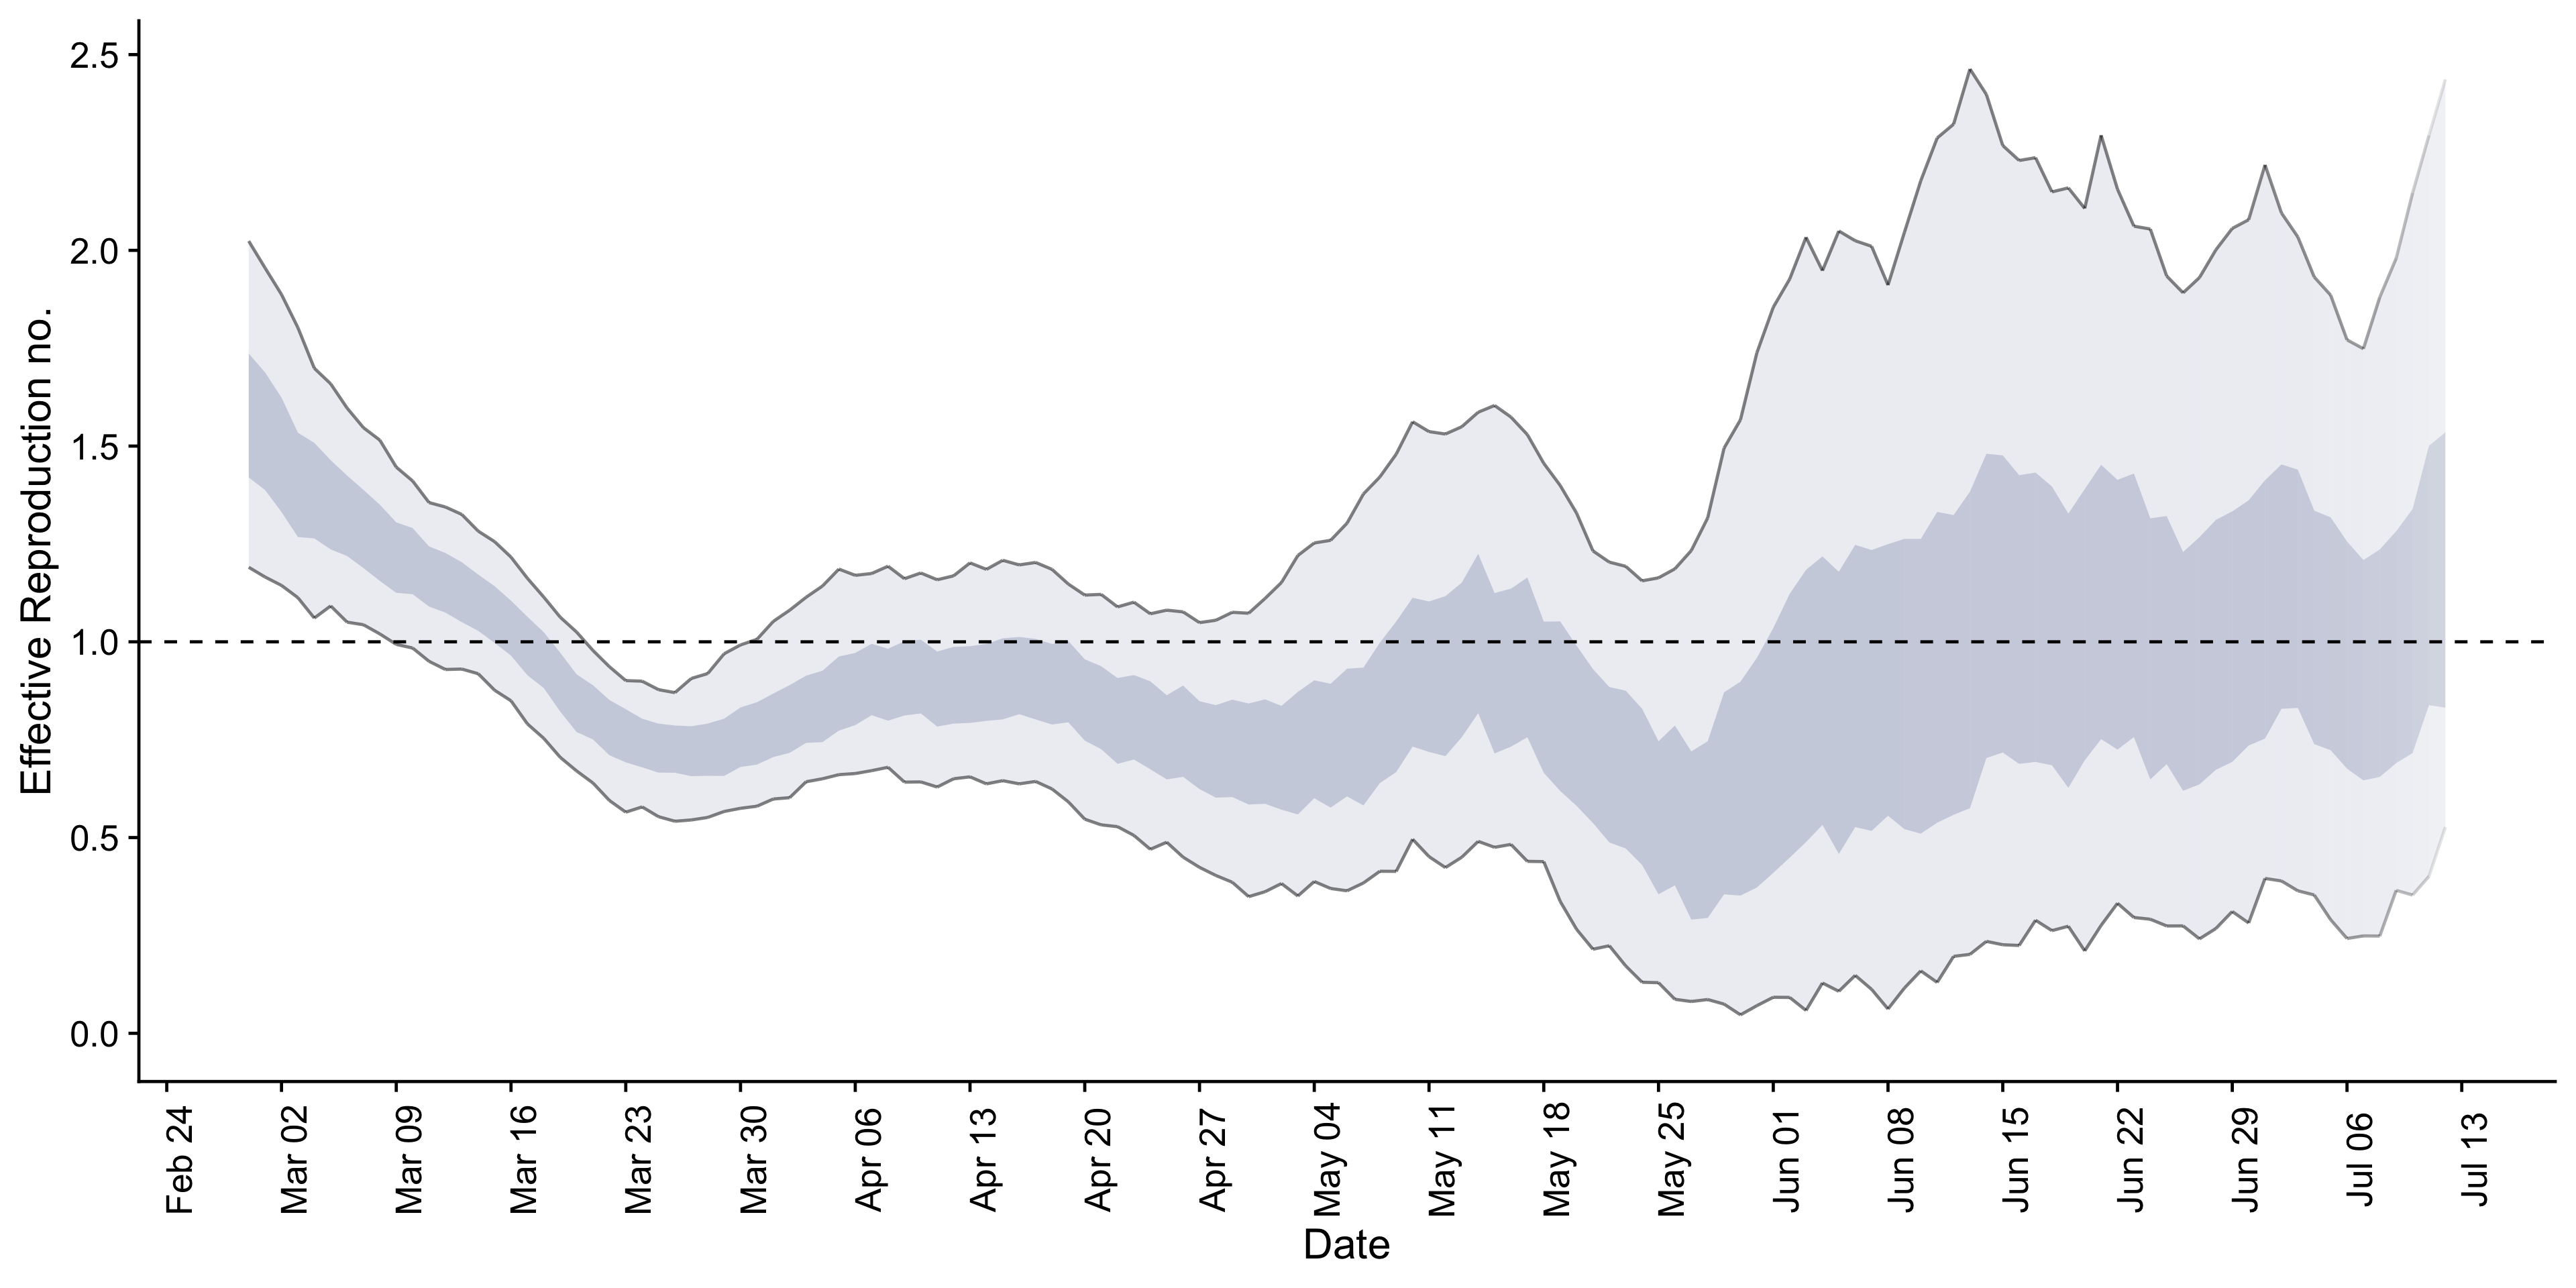 Effective Reproduction no.
2.5
2.0
1.5
1.0
0.5
0.0
Feb 24
Mar 02
Mar 09
Mar 16
Mar 23
Mar 30
Apr 06
Apr 13
Apr 20
Apr 27
May 04
May 11
May 18
May 25
Jun 01
Jun 08
Jun 15
Jun 22
Jun 29
Jul 06
Jul 13
Date